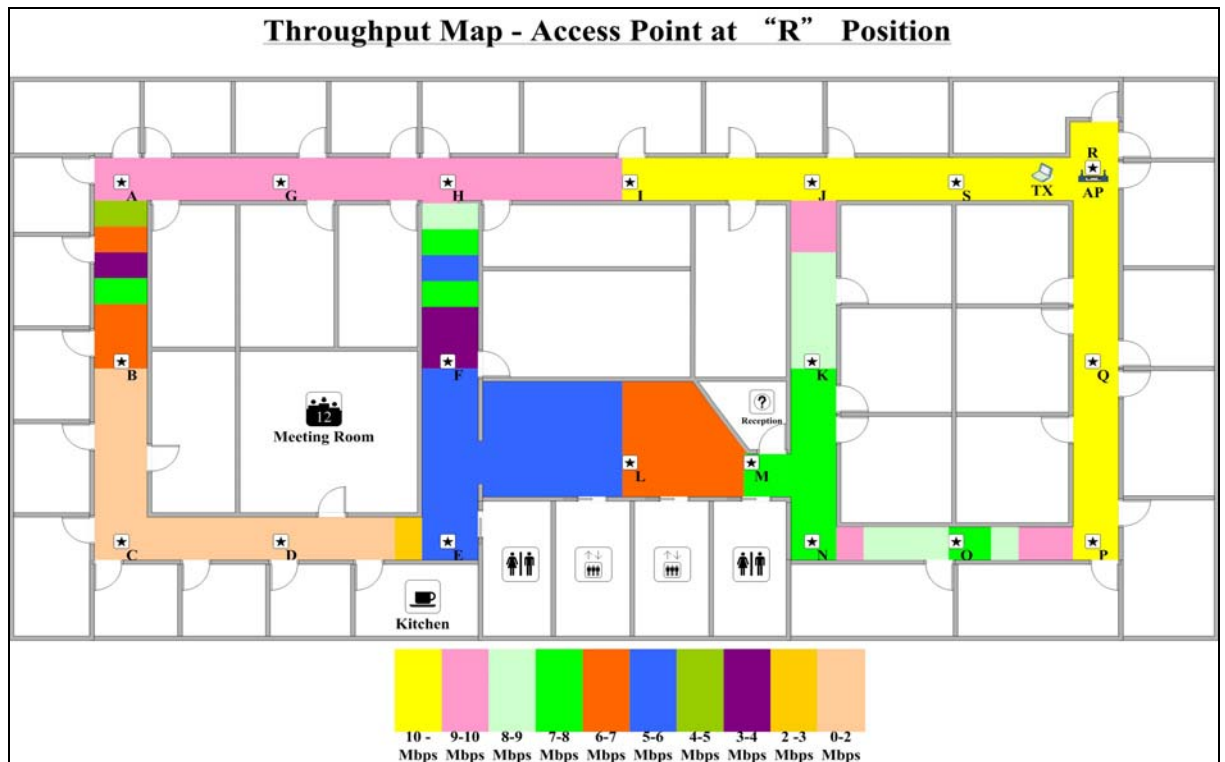 Throughput Map - Access Point at “R” Position
R
TX
AP
A
G
H
I
J
S
B
F
K
Q
12
Meeting Room
?
Reception
L
M
C
D
E
N
O
P
Kitchen
10 - Mbps
9-10 Mbps
8-9 Mbps
7-8 Mbps
6-7 Mbps
5-6 Mbps
4-5 Mbps
3-4 Mbps
2 -3 Mbps
0-2 Mbps